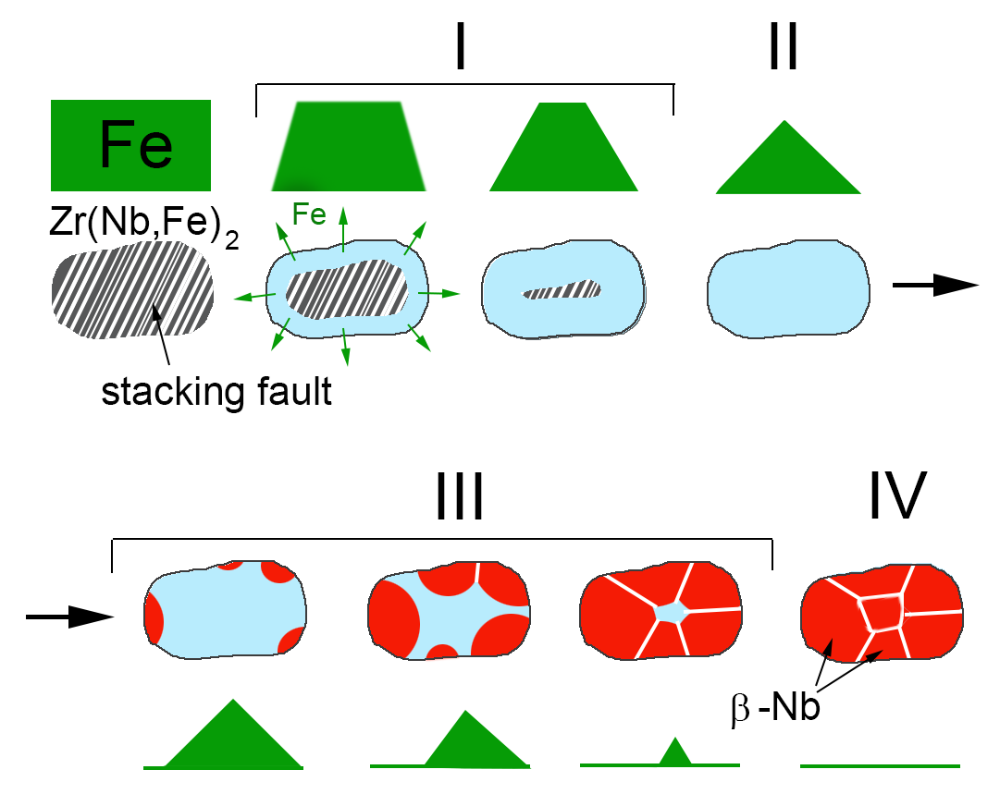 I
II
Fe
Zr(Nb,Fe)2
Fe
stacking fault
III
IV
β-Nb